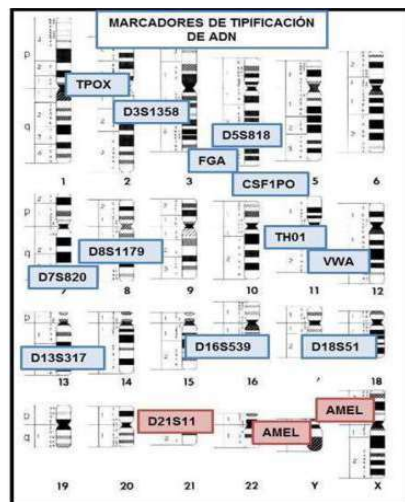 MARCADORES DE TIPIFICACIÓN
DE ADN
p
q
TPOX
D3S1358
D5S818
FGA
CSF1PO
1
2
3
5
6
p
q
D7S820
D8S1179
TH01
VWA
8
9
10
11
12
p
q
D13S317
D16S539
D18S51
13
14
15
16
18
p
q
D21S11
AMEL
AMEL
19
20
21
22
Y
X